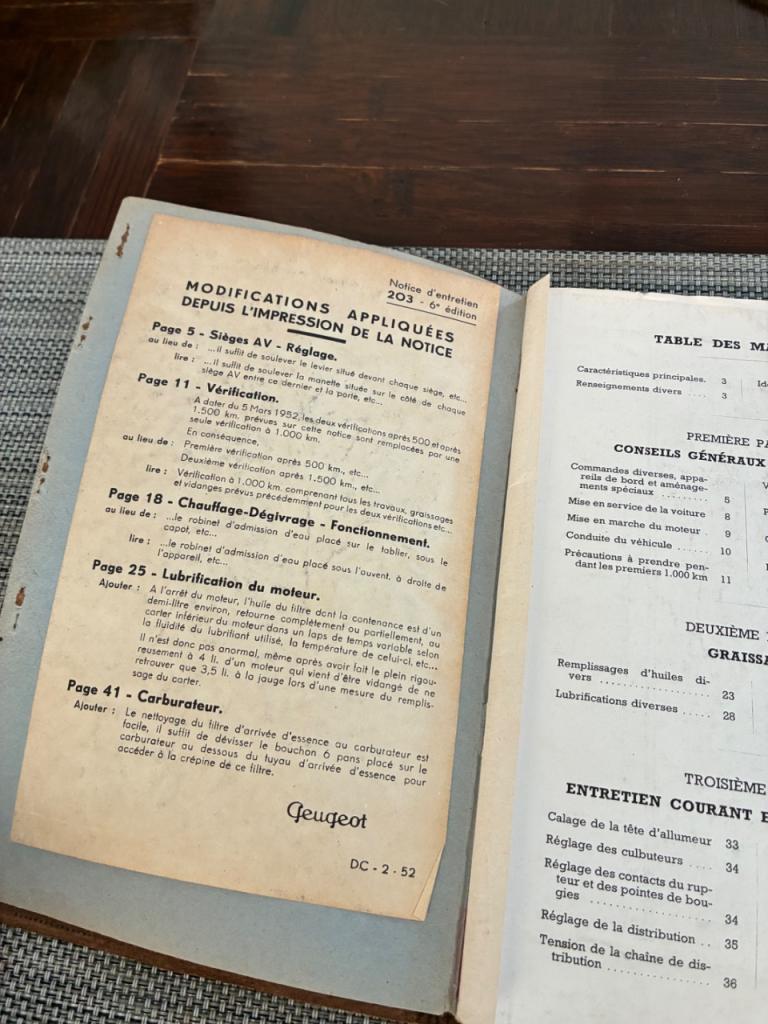 Notice d'entretien
203 - 6e édition
MODIFICATIONS APPLIQUÉES
DEPUIS L'IMPRESSION DE LA NOTICE
Page 5 - Sièges AV - Réglage.
au lieu de : ...il suffit de soulever le levier situé devant chaque siège, etc...
lire : ...il suffit de soulever la manette située sur le côté de chaque
siège AV entre ce dernier et la porte, etc...
Page 11 - Vérification.
A dater du 5 Mars 1952, les deux vérifications après 500 et après
1.500 km. prévues sur cette notice sont remplacées par une
seule vérification à 1.000 km.
En conséquence,
au lieu de : Première vérification après 500 km., etc...
Deuxième vérification après 1.500 km., etc...
lire : Vérification à 1.000 km. comprenant tous les travaux, graissages
et vidanges prévus précédemment pour les deux vérifications etc...
Page 18 - Chauffage-Dégivrage - Fonctionnement.
au lieu de : ...le robinet d'admission d'eau placé sur le tablier, sous le
capot, etc...
lire : ...le robinet d'admission d'eau placé sous l'auvent, à droite de
l'appareil, etc...
Page 25 - Lubrification du moteur.
Ajouter : A l'arrêt du moteur, l'huile du filtre dont la contenance est d'un
demi-litre environ, retourne complètement ou partiellement, au
carter inférieur du moteur dans un laps de temps variable selon
la fluidité du lubrifiant utilisé, la température de celui-ci, etc...
Il n'est donc pas anormal, même après avoir fait le plein rigou-
reusement à 4 li. d'un moteur qui vient d'être vidangé de ne
retrouver que 3,5 li. à la jauge lors d'une mesure du remplis-
sage du carter.
Page 41 - Carburateur.
Ajouter : Le nettoyage du filtre d'arrivée d'essence au carburateur est
facile, il suffit de dévisser le bouchon 6 pans placé sur le
carburateur au dessous du tuyau d'arrivée d'essence pour
accéder à la crépine de ce filtre.
Peugeot
DC - 2 - 52
TABLE DES MA
Caractéristiques principales. 3
Renseignements divers .... 3
Id
PREMIÈRE PA
CONSEILS GÉNÉRAUX
Commandes diverses, appa-
reils de bord et aménage-
ments spéciaux ........ 5
Mise en service de la voiture 8
Mise en marche du moteur . 9
Conduite du véhicule ..... 10
Précautions à prendre pen-
dant les premiers 1.000 km 11
DEUXIÈME
GRAISSA
Remplissages d'huiles di-
vers ................ 23
Lubrifications diverses ..... 28
TROISIÈME
ENTRETIEN COURANT E
Calage de la tête d'allumeur 33
Réglage des culbuteurs .... 34
Réglage des contacts du rup-
teur et des pointes de bou-
gies ................ 34
Réglage de la distribution .. 35
Tension de la chaîne de dis-
tribution ............. 36